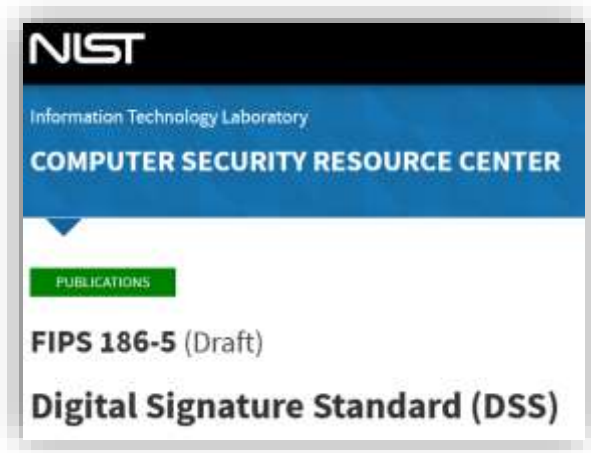 NIST
Information Technology Laboratory
COMPUTER SECURITY RESOURCE CENTER
PUBLICATIONS
FIPS 186-5 (Draft)
Digital Signature Standard (DSS)